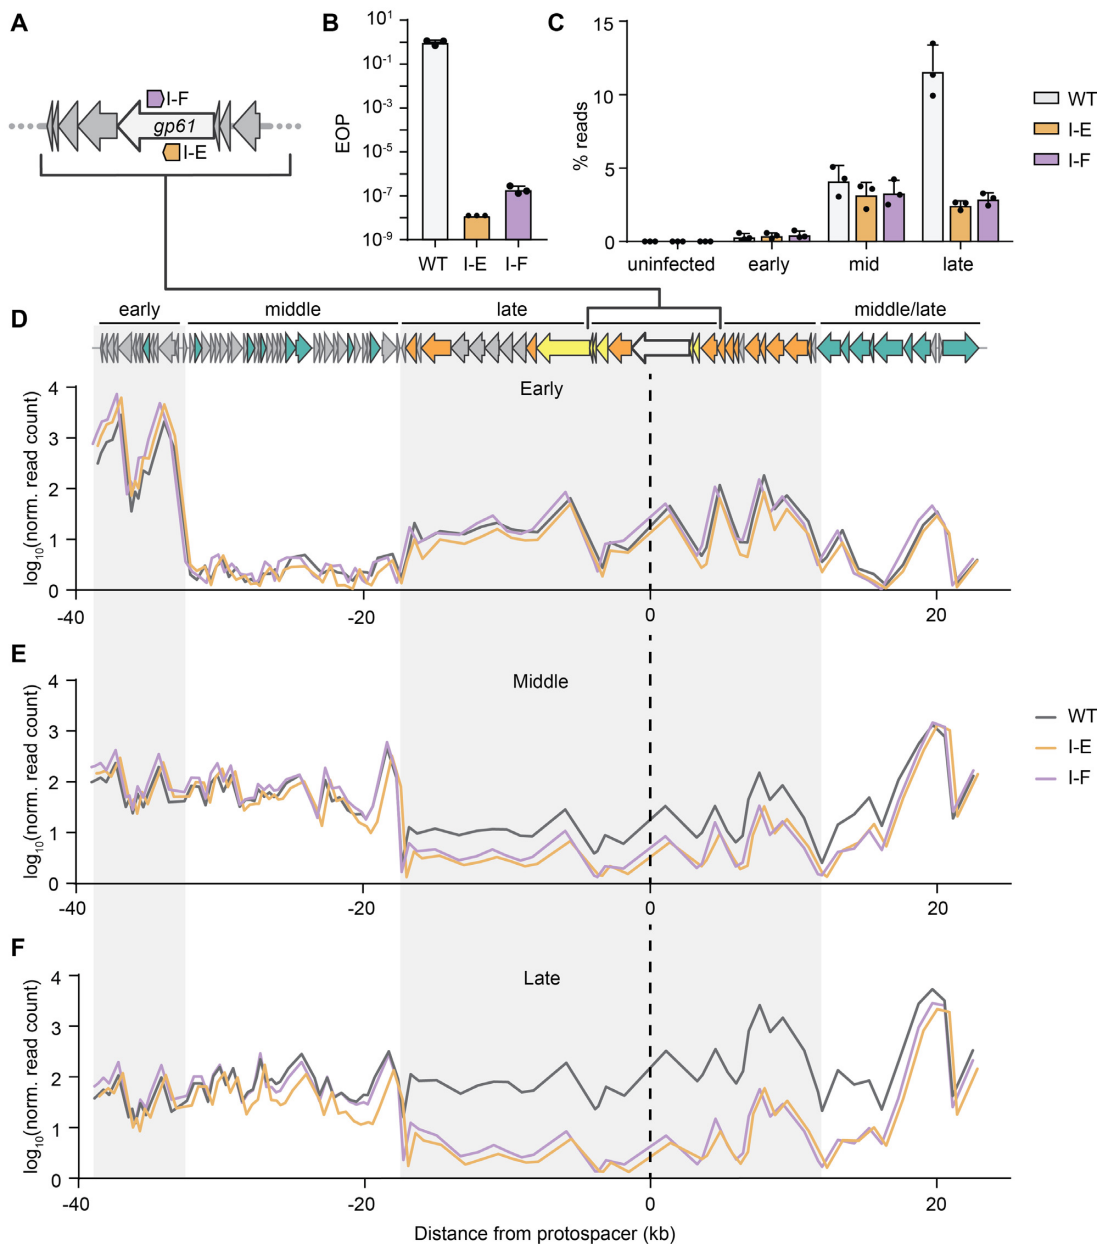 A
I-F
gp61
I-E
B
EOP
10¹
10⁻¹
10⁻³
10⁻⁵
10⁻⁷
10⁻⁹
WT I-E I-F
C
% reads
15
10
5
0
uninfected early mid late
WT
I-E
I-F
D
early middle late middle/late
Early
log₁₀(norm. read count)
4
3
2
1
0
-40 -20 0 20
E
Middle
log₁₀(norm. read count)
4
3
2
1
0
-40 -20 0 20
WT
I-E
I-F
F
Late
log₁₀(norm. read count)
4
3
2
1
0
-40 -20 0 20
Distance from protospacer (kb)